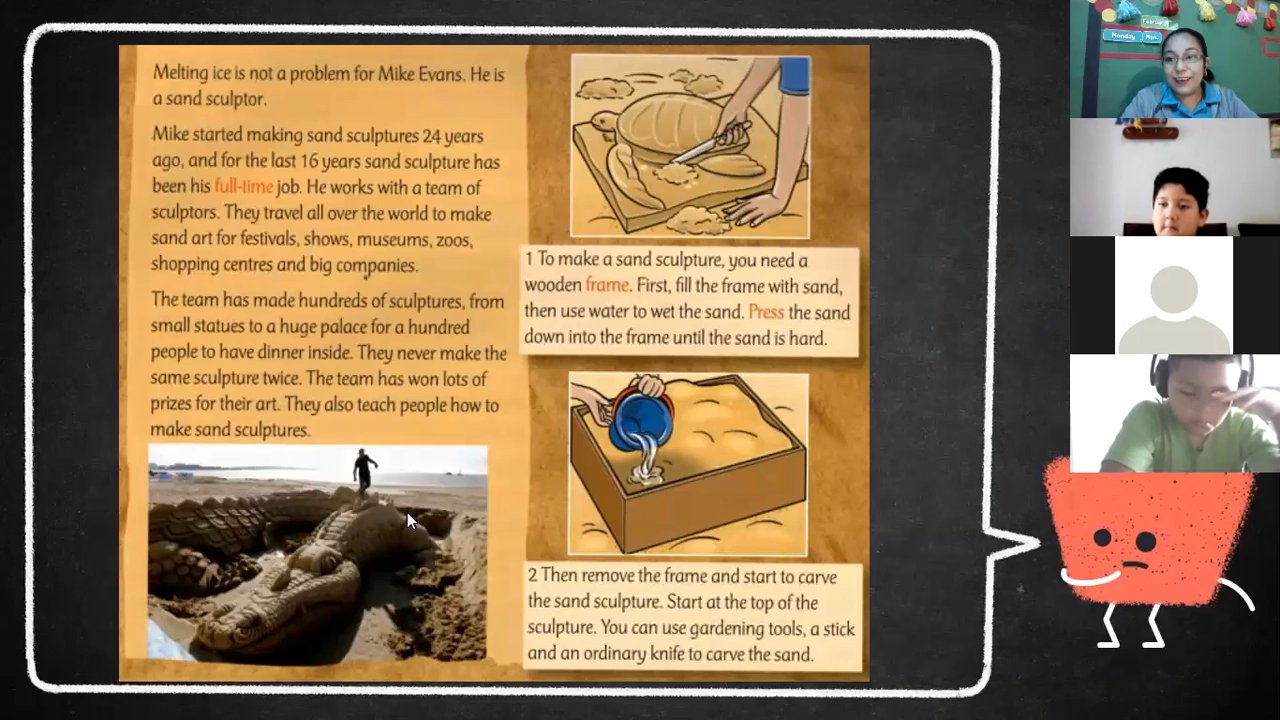 Melting ice is not a problem for Mike Evans. He is
a sand sculptor.
Mike started making sand sculptures 24 years
ago, and for the last 16 years sand sculpture has
been his full-time job. He works with a team of
sculptors. They travel all over the world to make
sand art for festivals, shows, museums, zoos,
shopping centres and big companies.
The team has made hundreds of sculptures, from
small statues to a huge palace for a hundred
people to have dinner inside. They never make the
same sculpture twice. The team has won lots of
prizes for their art. They also teach people how to
make sand sculptures.
1 To make a sand sculpture, you need a
wooden frame. First, fill the frame with sand,
then use water to wet the sand. Press the sand
down into the frame until the sand is hard.
2 Then remove the frame and start to carve
the sand sculpture. Start at the top of the
sculpture. You can use gardening tools, a stick
and an ordinary knife to carve the sand.
February
Monday